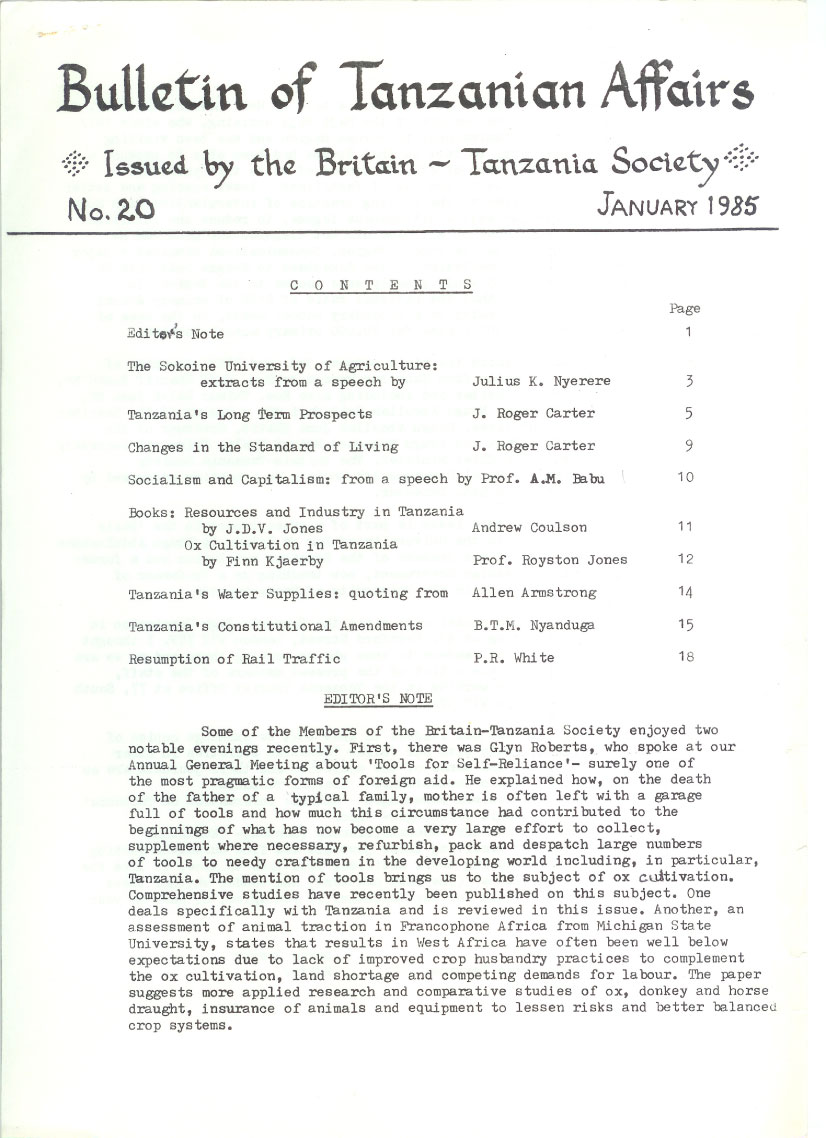 Bulletin of Tanzanian Affairs
Issued by the Britain ~ Tanzania Society
No. 20 JANUARY 1985
C O N T E N T S
Page
Editor's Note 1
The Sokoine University of Agriculture:
extracts from a speech by Julius K. Nyerere 3
Tanzania's Long Term Prospects J. Roger Carter 5
Changes in the Standard of Living J. Roger Carter 9
Socialism and Capitalism: from a speech by Prof. A.M. Babu 10
Books: Resources and Industry in Tanzania
by J.D.V. Jones Andrew Coulson 11
Ox Cultivation in Tanzania
by Finn Kjaerby Prof. Royston Jones 12
Tanzania's Water Supplies: quoting from Allen Armstrong 14
Tanzania's Constitutional Amendments B.T.M. Nyanduga 15
Resumption of Rail Traffic P.R. White 18
EDITOR'S NOTE
Some of the Members of the Britain-Tanzania Society enjoyed two
notable evenings recently. First, there was Glyn Roberts, who spoke at our
Annual General Meeting about 'Tools for Self-Reliance'- surely one of
the most pragmatic forms of foreign aid. He explained how, on the death
of the father of a typical family, mother is often left with a garage
full of tools and how much this circumstance had contributed to the
beginnings of what has now become a very large effort to collect,
supplement where necessary, refurbish, pack and despatch large numbers
of tools to needy craftsmen in the developing world including, in particular,
Tanzania. The mention of tools brings us to the subject of ox cultivation.
Comprehensive studies have recently been published on this subject. One
deals specifically with Tanzania and is reviewed in this issue. Another, an
assessment of animal traction in Francophone Africa from Michigan State
University, states that results in West Africa have often been well below
expectations due to lack of improved crop husbandry practices to complement
the ox cultivation, land shortage and competing demands for labour. The paper
suggests more applied research and comparative studies of ox, donkey and horse
draught, insurance of animals and equipment to lessen risks and better balanced
crop systems.